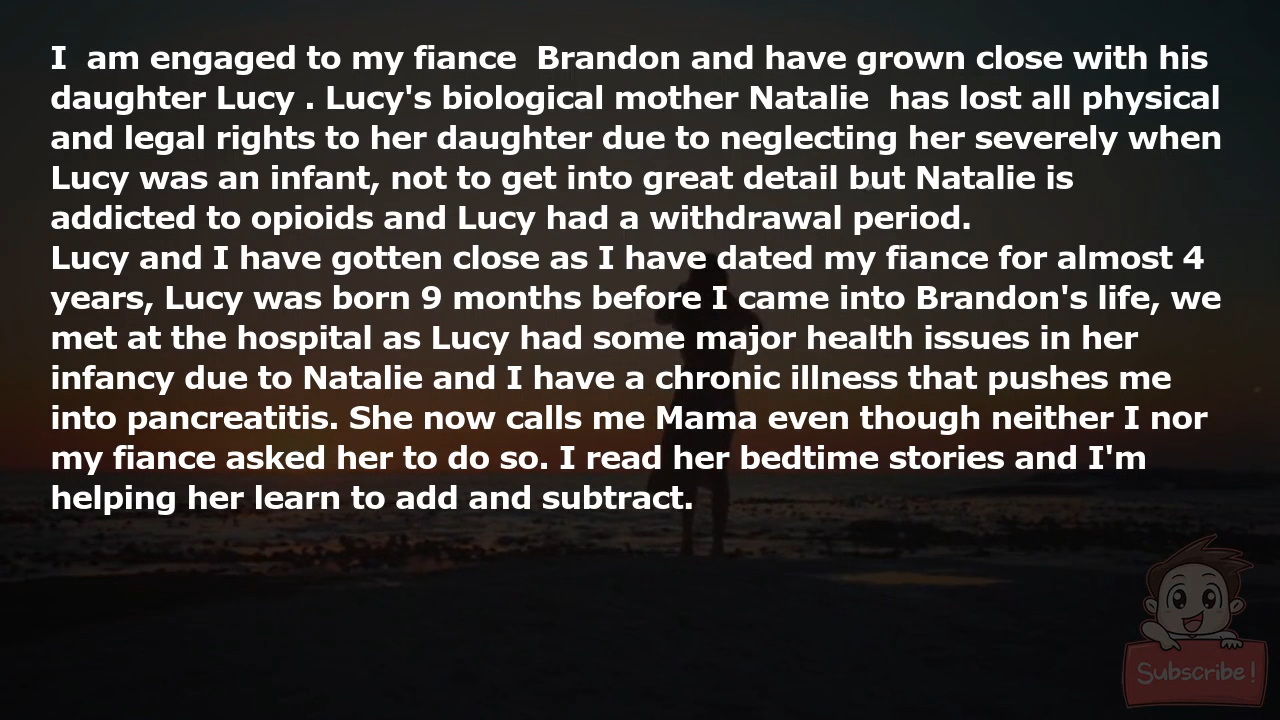 I  am engaged to my fiance  Brandon and have grown close with his
daughter Lucy . Lucy's biological mother Natalie  has lost all physical
and legal rights to her daughter due to neglecting her severely when
Lucy was an infant, not to get into great detail but Natalie is
addicted to opioids and Lucy had a withdrawal period.
Lucy and I have gotten close as I have dated my fiance for almost 4
years, Lucy was born 9 months before I came into Brandon's life, we
met at the hospital as Lucy had some major health issues in her
infancy due to Natalie and I have a chronic illness that pushes me
into pancreatitis. She now calls me Mama even though neither I nor
my fiance asked her to do so. I read her bedtime stories and I'm
helping her learn to add and subtract.
Subscribe!